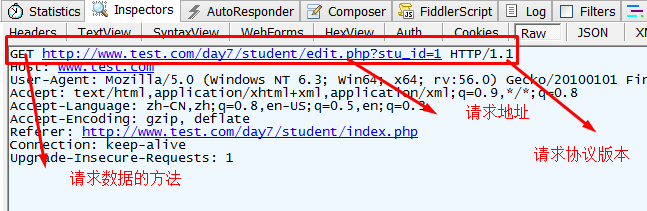 Statistics Inspectors AutoResponder Composer FiddlerScript Log Filters
Headers TextView SyntaxView WebForms HexView Auth Cookies Raw JSON XM
GET http://www.test.com/day7/student/edit.php?stu_id=1 HTTP/1.1
Host: www.test.com
User-Agent: Mozilla/5.0 (Windows NT 6.3; Win64; x64; rv:56.0) Gecko/20100101 Fir
Accept: text/html,application/xhtml+xml,application/xml;q=0.9,*/*;q=0.8
Accept-Language: zh-CN,zh;q=0.8,en-US;q=0.5,en;q=0.3
Accept-Encoding: gzip, deflate
请求地址
Referer: http://www.test.com/day7/student/index.php
Connection: keep-alive
请求协议版本
Upgrade-Insecure-Requests: 1
请求数据的方法